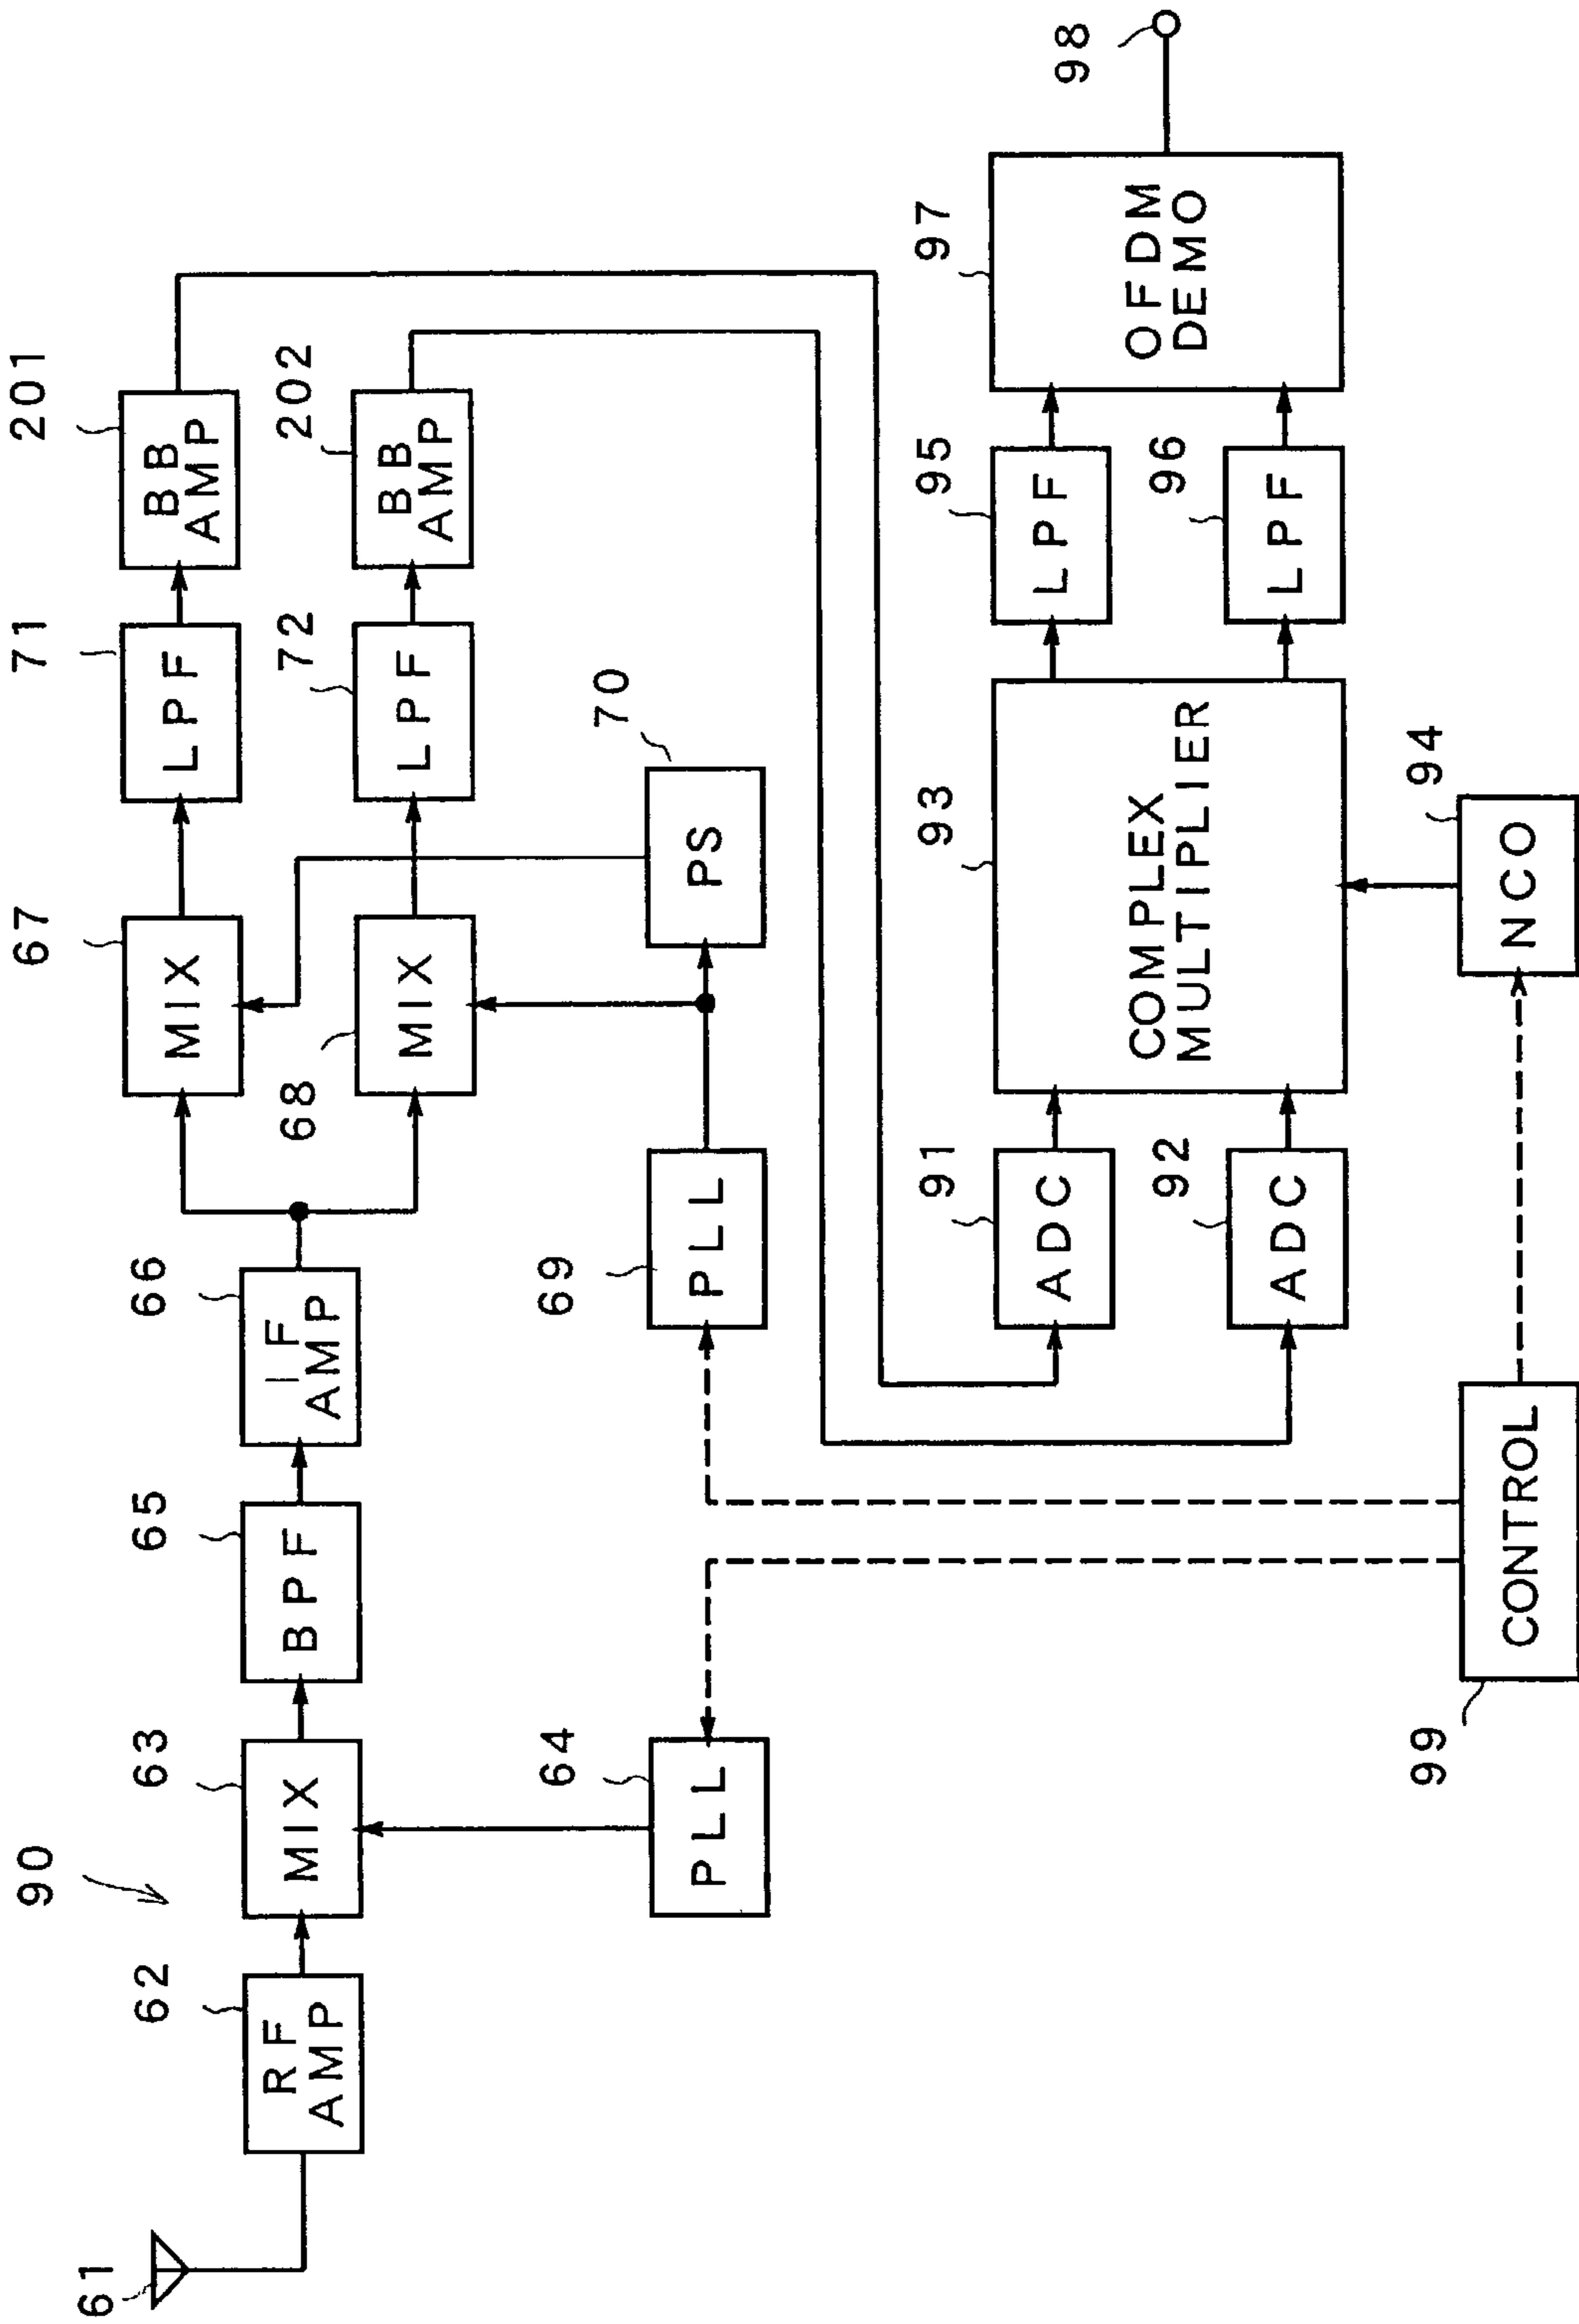 90
61
62
RF
AMP
63
MIX
65
BPF
66
IF
AMP
67
MIX
71
LPF
201
BB
AMP
68
MIX
72
LPF
202
BB
AMP
64
PLL
69
PLL
70
PS
91
ADC
92
ADC
93
COMPLEX
MULTIPLIER
95
LPF
96
LPF
97
OFDM
DEMO
98
99
CONTROL
94
NCO